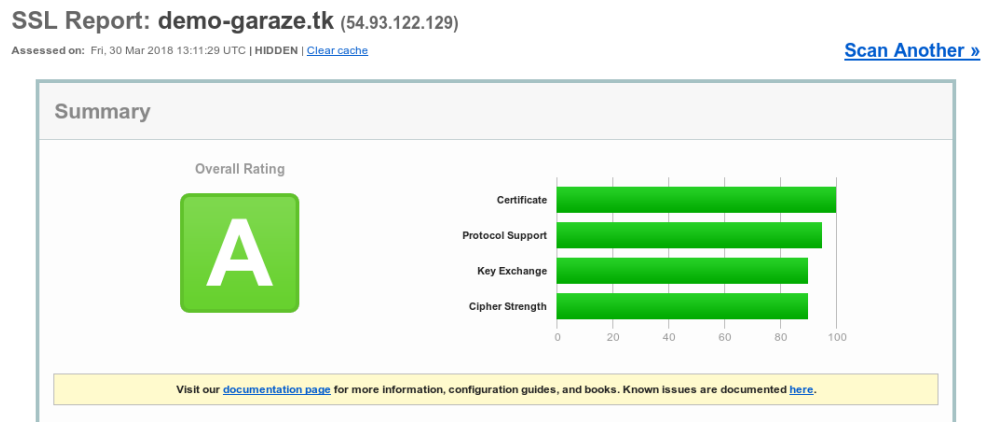 SSL Report: demo-garaze.tk (54.93.122.129)
Assessed on: Fri, 30 Mar 2018 13:11:29 UTC | HIDDEN | Clear cache
Scan Another »
Summary
Overall Rating
A
Certificate
Protocol Support
Key Exchange
Cipher Strength
0 20 40 60 80 100
Visit our documentation page for more information, configuration guides, and books. Known issues are documented here.